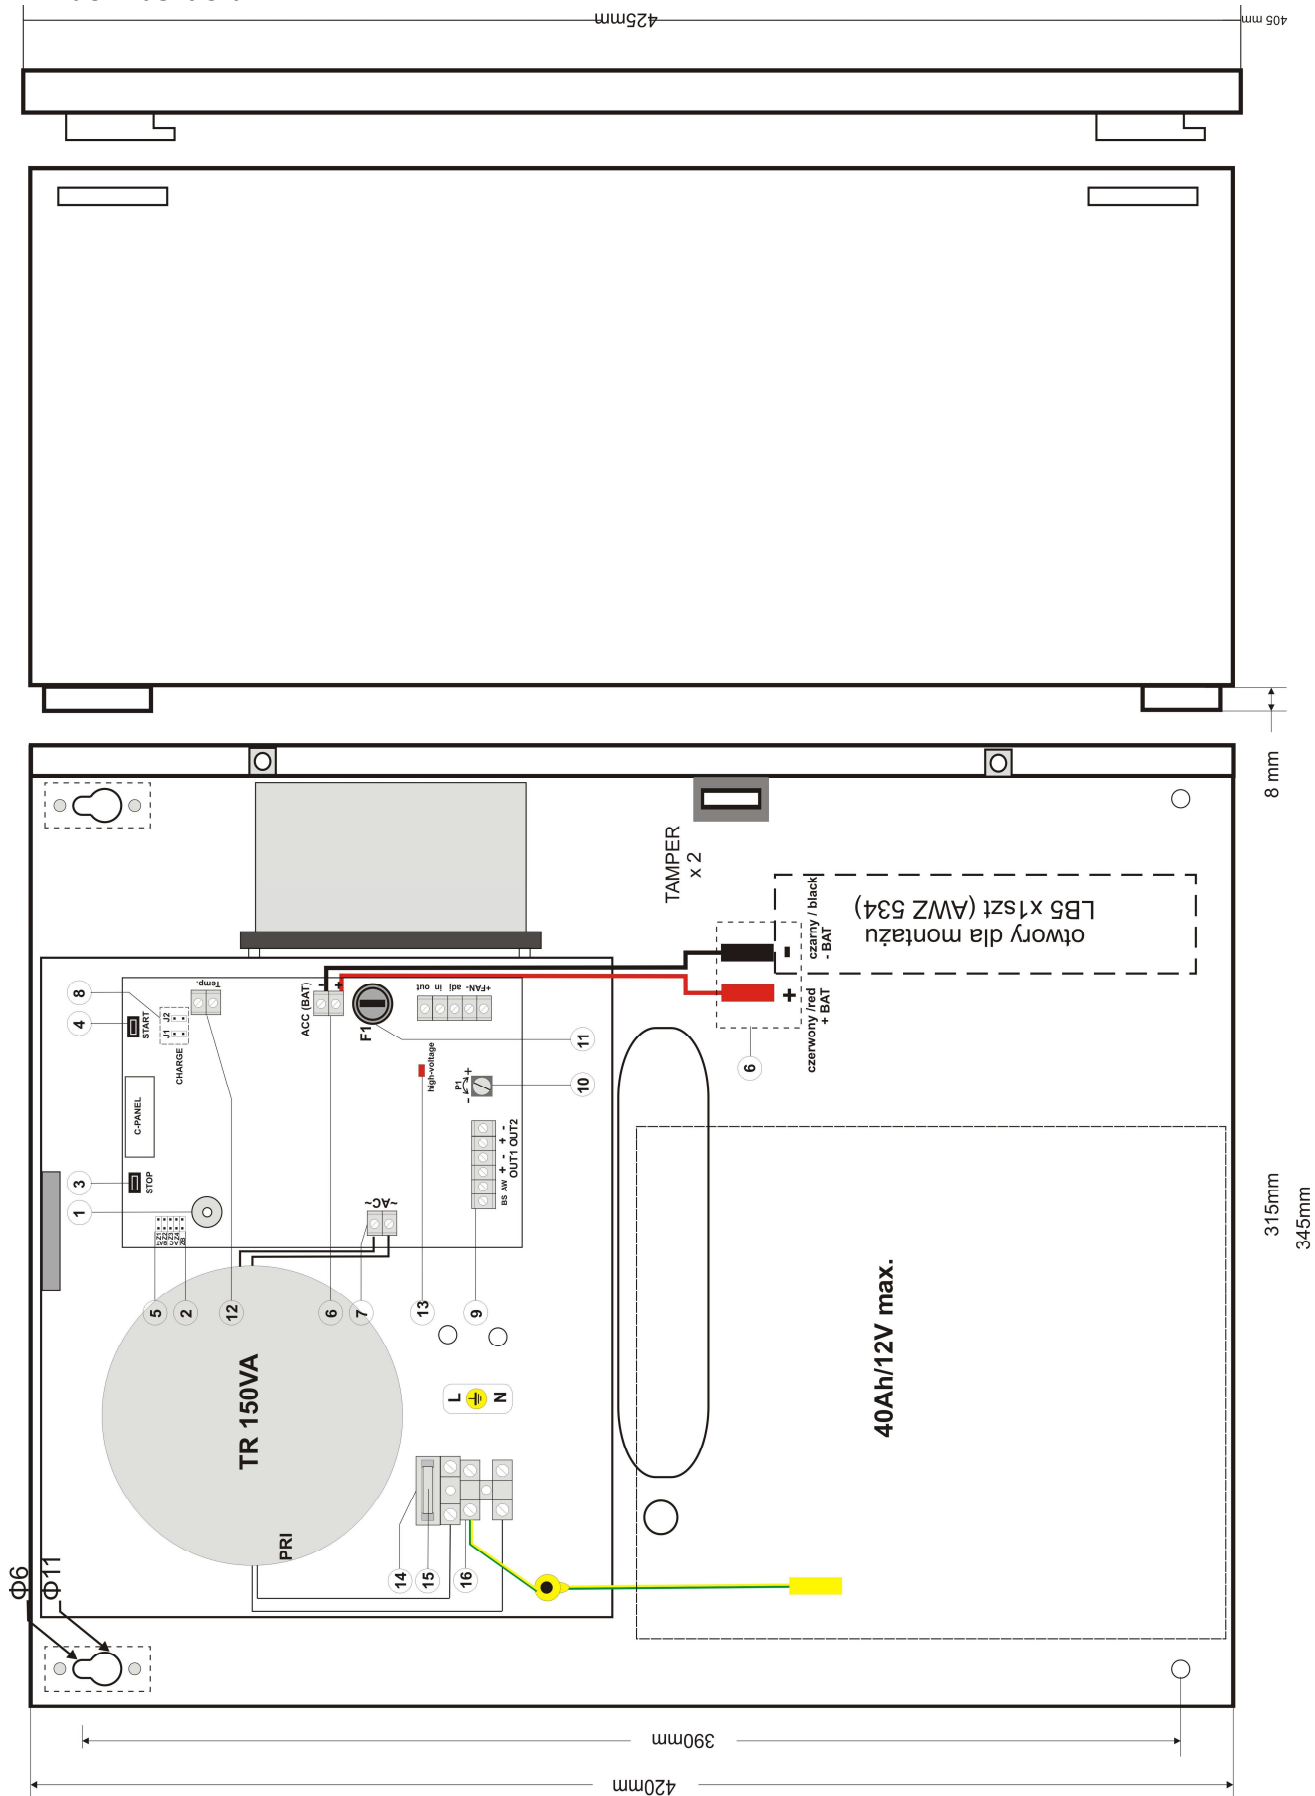 425mm
405 mm
8 mm
TAMPER
x 2
otwory dla montażu
LB5 x1szt (AWZ 534)
czarny / black
- BAT
-
+
czerwony /red
+ BAT
6
8
4
START
J1 J2
CHARGE
Temp.
C-PANEL
3
STOP
1
ACC (BAT)
- +
F1
+FAN- adj in out
11
high-voltage
P1
- +
10
BS AW + - + -
OUT1 OUT2
~AC~
5
2
12
6
7
13
9
TR 150VA
PRI
L
N
14
15
16
40Ah/12V max.
315mm
345mm
Φ6
Φ11
390mm
420mm